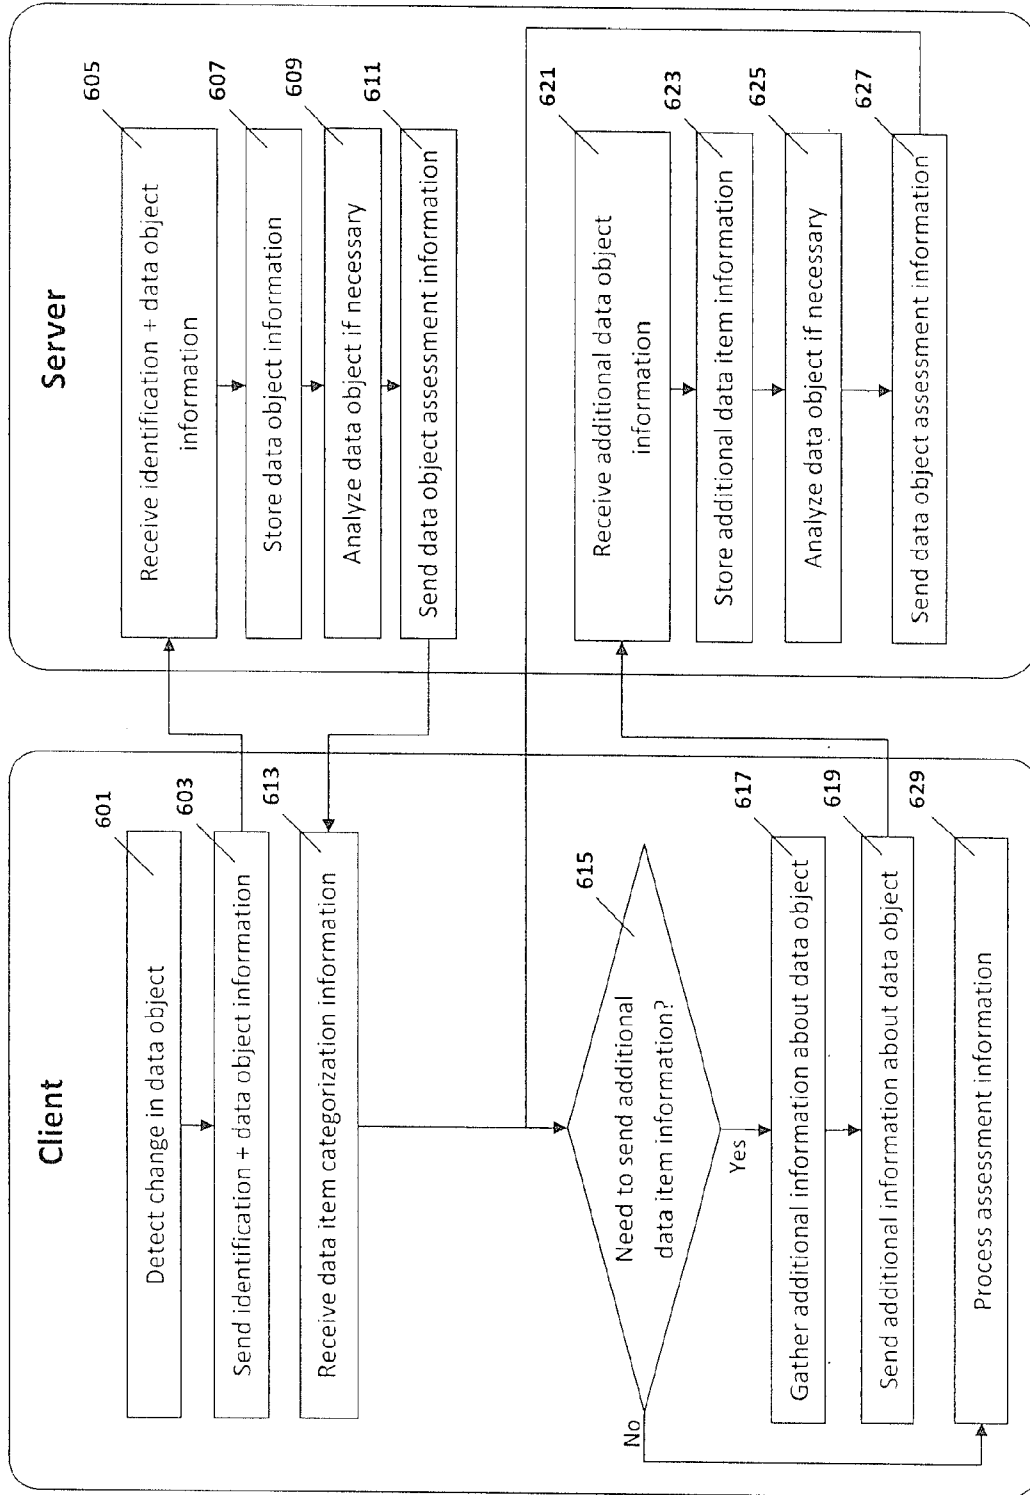 Client
601
Detect change in data object
603
Send identification + data object information
613
Receive data item categorization information
615
Need to send additional
data item information?
Yes
No
617
Gather additional information about data object
619
Send additional information about data object
629
Process assessment information
Server
605
Receive identification + data object
information
607
Store data object information
609
Analyze data object if necessary
611
Send data object assessment information
621
Receive additional data object
information
623
Store additional data item information
625
Analyze data object if necessary
627
Send data object assessment information